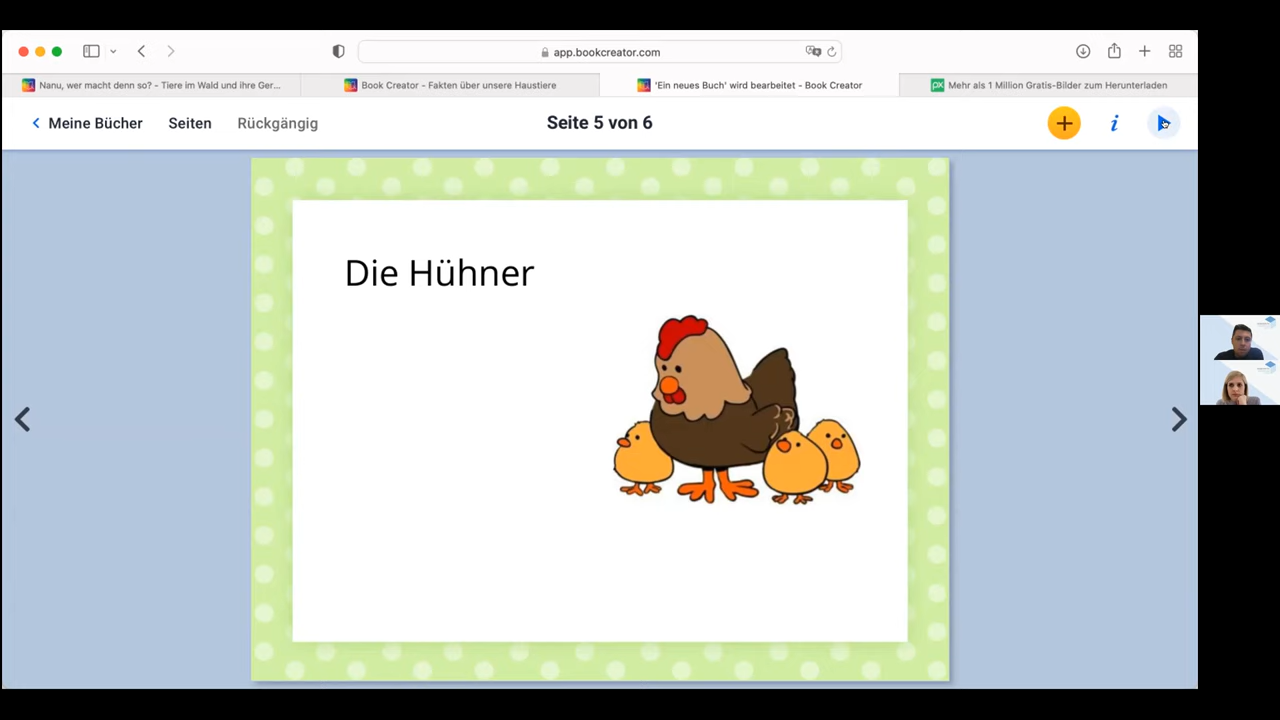 app.bookcreator.com
Nanu, wer macht denn so? - Tiere im Wald und ihre Ger...
Book Creator - Fakten über unsere Haustiere
'Ein neues Buch' wird bearbeitet - Book Creator
px Mehr als 1 Million Gratis-Bilder zum Herunterladen
Meine Bücher Seiten Rückgängig Seite 5 von 6
Die Hühner